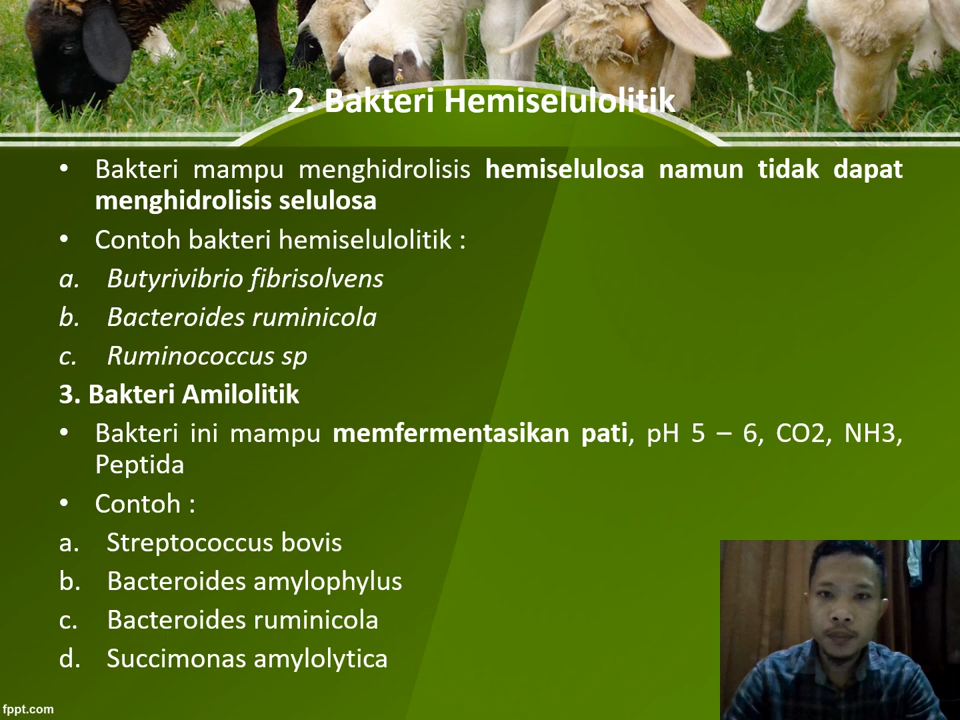 2. Bakteri Hemiselulolitik
• Bakteri mampu menghidrolisis hemiselulosa namun tidak dapat
menghidrolisis selulosa
• Contoh bakteri hemiselulolitik :
a. Butyrivibrio fibrisolvens
b. Bacteroides ruminicola
c. Ruminococcus sp
3. Bakteri Amilolitik
• Bakteri ini mampu memfermentasikan pati, pH 5 – 6, CO2, NH3,
Peptida
• Contoh :
a. Streptococcus bovis
b. Bacteroides amylophylus
c. Bacteroides ruminicola
d. Succimonas amylolytica
fppt.com